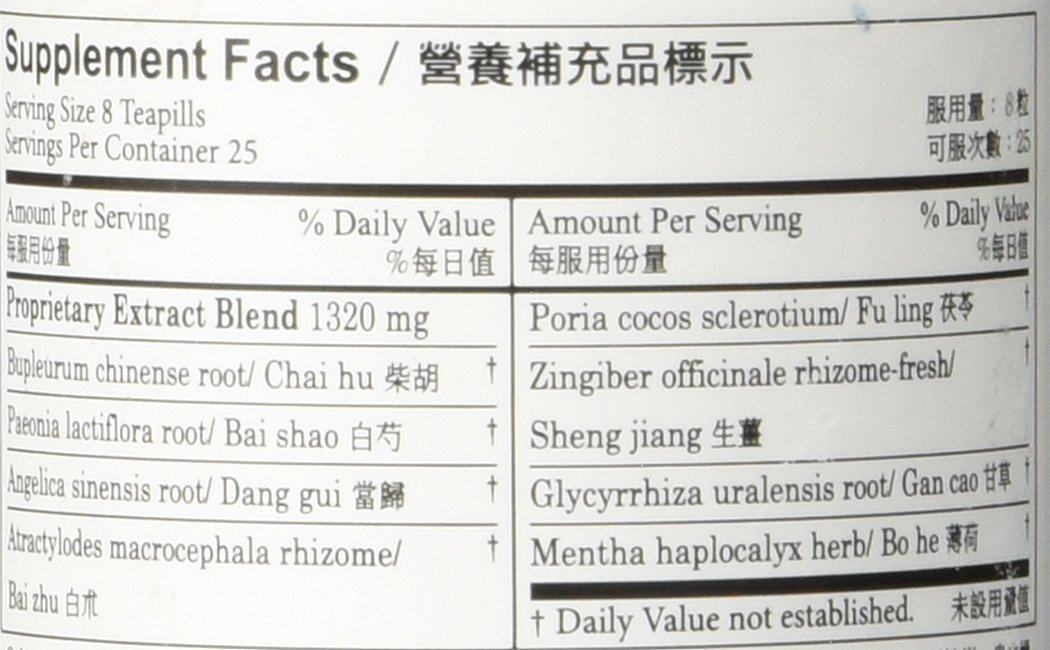 Supplement Facts / 營養補充品標示
Serving Size 8 Teapills 服用量：8粒
Servings Per Container 25 可服次數：25
Amount Per Serving % Daily Value
每服用份量 %每日值
Proprietary Extract Blend 1320 mg
Bupleurum chinense root/ Chai hu 柴胡 †
Paeonia lactiflora root/ Bai shao 白芍 †
Angelica sinensis root/ Dang gui 當歸 †
Atractylodes macrocephala rhizome/ †
Bai zhu 白朮
Amount Per Serving % Daily Value
每服用份量 %每日值
Poria cocos sclerotium/ Fu ling 茯苓 †
Zingiber officinale rhizome-fresh/ †
Sheng jiang 生薑
Glycyrrhiza uralensis root/ Gan cao 甘草 †
Mentha haplocalyx herb/ Bo he 薄荷 †
† Daily Value not established. 未設用量值